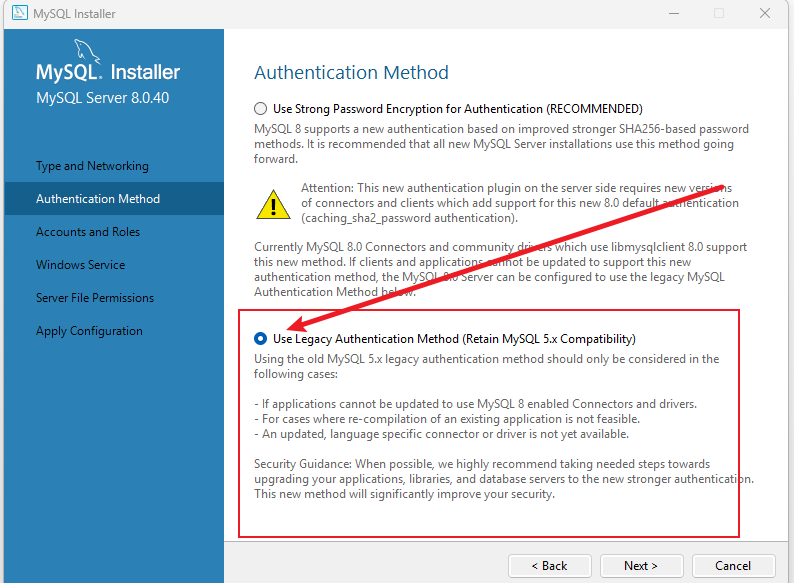 MySQL Installer
MySQL. Installer
MySQL Server 8.0.40
Type and Networking
Authentication Method
Accounts and Roles
Windows Service
Server File Permissions
Apply Configuration
Authentication Method
Use Strong Password Encryption for Authentication (RECOMMENDED)
MySQL 8 supports a new authentication based on improved stronger SHA256-based password
methods. It is recommended that all new MySQL Server installations use this method going
forward.
Attention: This new authentication plugin on the server side requires new versions
of connectors and clients which add support for this new 8.0 default authentication
(caching_sha2_password authentication).
Currently MySQL 8.0 Connectors and community drivers which use libmysqlclient 8.0 support
this new method. If clients and applications cannot be updated to support this new
authentication method, the MySQL 8.0 Server can be configured to use the legacy MySQL
Authentication Method below.
Use Legacy Authentication Method (Retain MySQL 5.x Compatibility)
Using the old MySQL 5.x legacy authentication method should only be considered in the
following cases:
- If applications cannot be updated to use MySQL 8 enabled Connectors and drivers.
- For cases where re-compilation of an existing application is not feasible.
- An updated, language specific connector or driver is not yet available.
Security Guidance: When possible, we highly recommend taking needed steps towards
upgrading your applications, libraries, and database servers to the new stronger authentication.
This new method will significantly improve your security.
< Back
Next >
Cancel